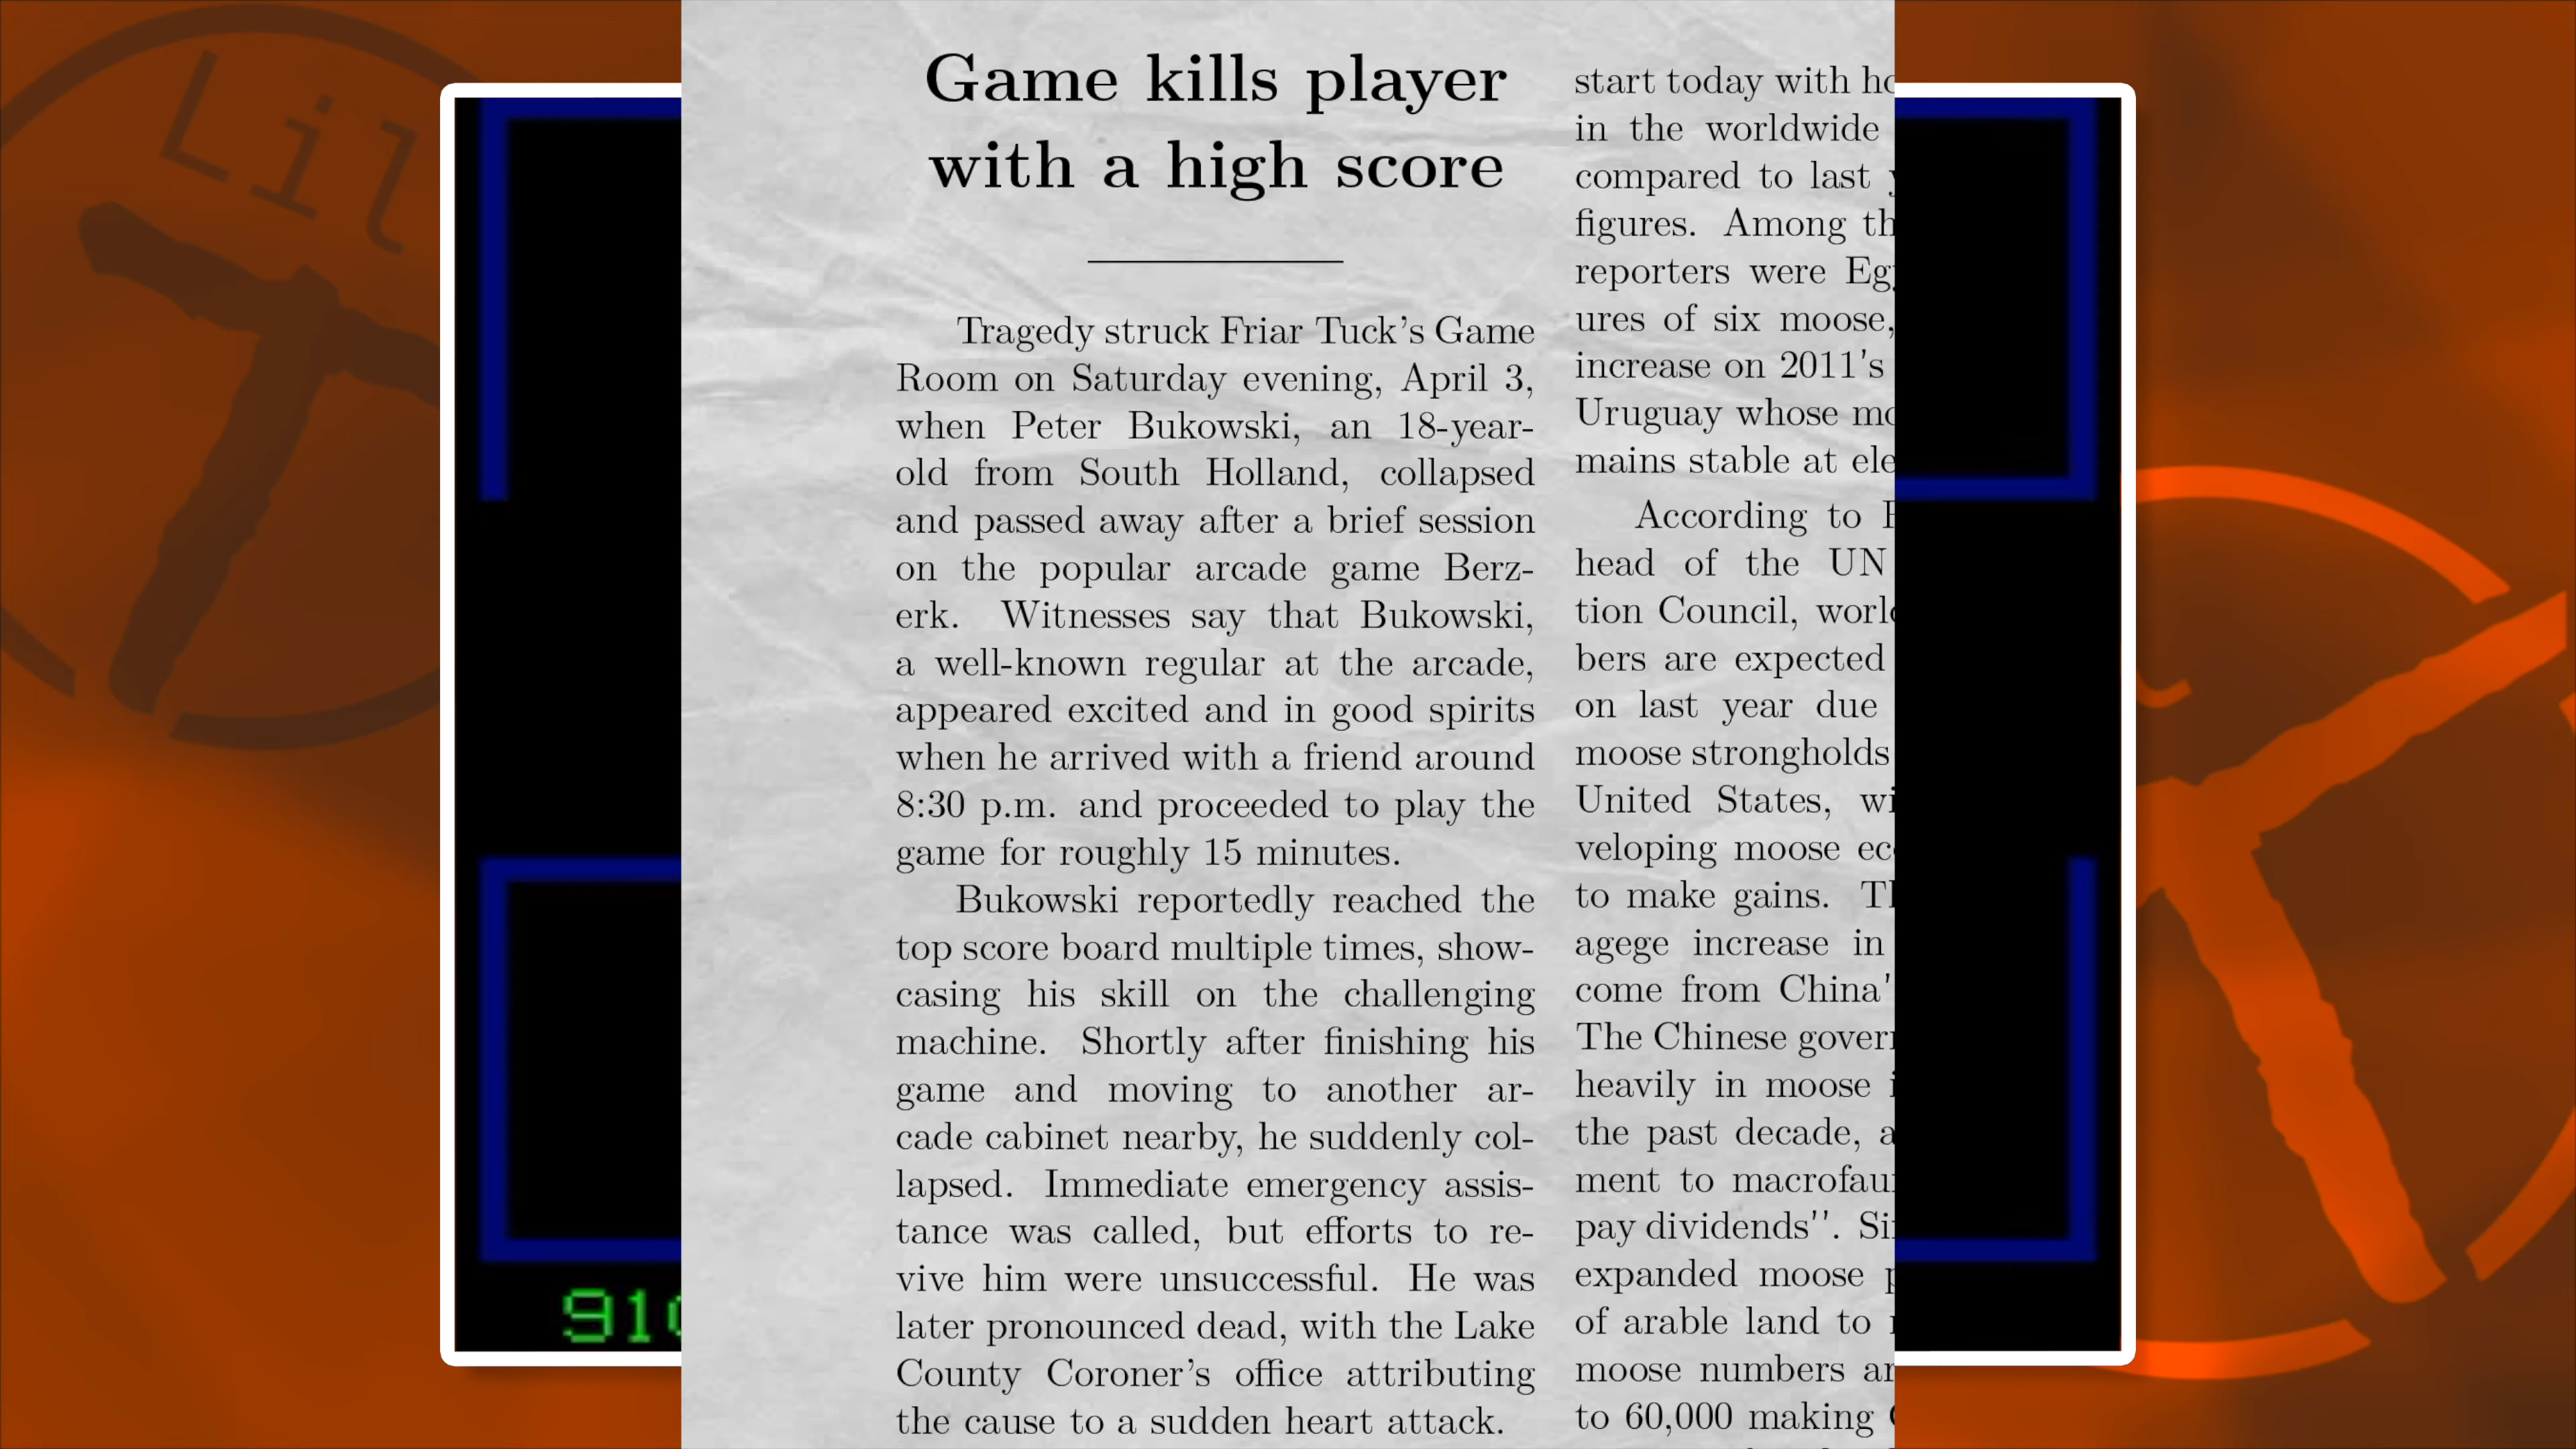 Lil
Game kills player
with a high score
Tragedy struck Friar Tuck's Game
Room on Saturday evening, April 3,
when Peter Bukowski, an 18-year-
old from South Holland, collapsed
and passed away after a brief session
on the popular arcade game Berz-
erk. Witnesses say that Bukowski,
a well-known regular at the arcade,
appeared excited and in good spirits
when he arrived with a friend around
8:30 p.m. and proceeded to play the
game for roughly 15 minutes.
Bukowski reportedly reached the
top score board multiple times, show-
casing his skill on the challenging
machine. Shortly after finishing his
game and moving to another ar-
cade cabinet nearby, he suddenly col-
lapsed. Immediate emergency assis-
tance was called, but efforts to re-
vive him were unsuccessful. He was
later pronounced dead, with the Lake
County Coroner's office attributing
the cause to a sudden heart attack.
start today with
in the worldwide
compared to last
figures. Among
reporters were
ures of six moose,
increase on 2011's
Uruguay whose
mains stable at
According to
head of the UN
tion Council,
bers are expected
on last year due
moose strongholds
United States,
veloping moose
to make gains.
agege increase in
come from China'
The Chinese
heavily in moose
the past decade,
ment to
pay dividends''.
expanded moose
of arable land to
moose numbers
to 60,000 making
910